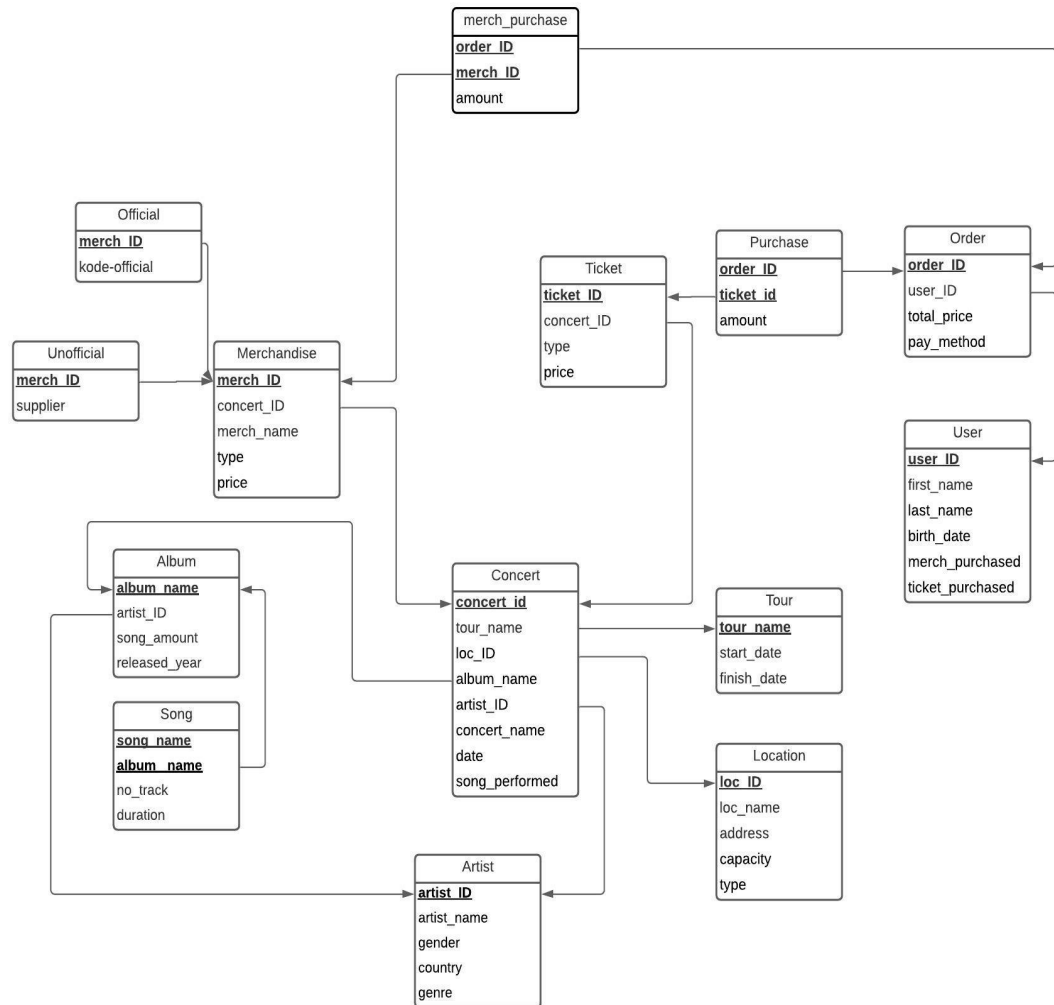 merch_purchase
order_ID
merch_ID
amount
Official
merch_ID
kode-official
Unofficial
merch_ID
supplier
Merchandise
merch_ID
concert_ID
merch_name
type
price
Ticket
ticket_ID
concert_ID
type
price
Purchase
order_ID
ticket_id
amount
Order
order_ID
user_ID
total_price
pay_method
User
user_ID
first_name
last_name
birth_date
merch_purchased
ticket_purchased
Album
album_name
artist_ID
song_amount
released_year
Song
song_name
album_name
no_track
duration
Concert
concert_id
tour_name
loc_ID
album_name
artist_ID
concert_name
date
song_performed
Tour
tour_name
start_date
finish_date
Location
loc_ID
loc_name
address
capacity
type
Artist
artist_ID
artist_name
gender
country
genre